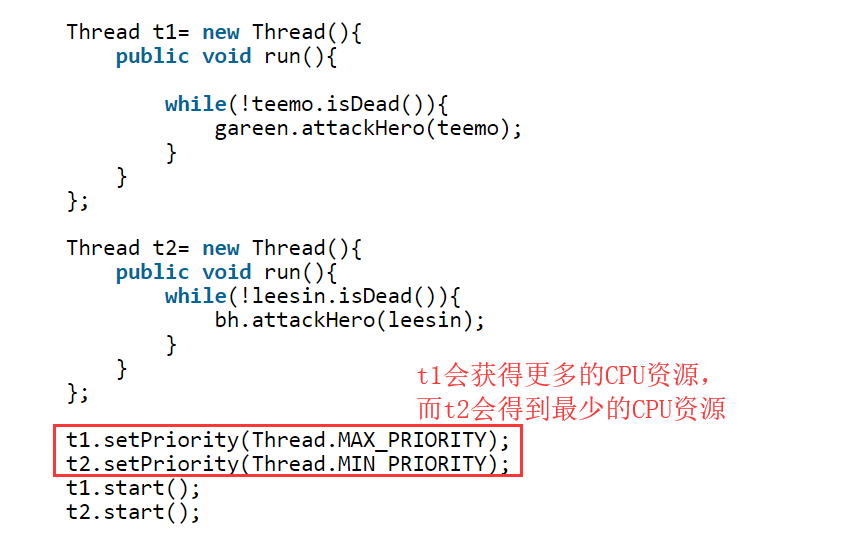 Thread t1= new Thread(){
    public void run(){

        while(!teemo.isDead()){
            gareen.attackHero(teemo);
        }
    }
};

Thread t2= new Thread(){
    public void run(){
        while(!leesin.isDead()){
            bh.attackHero(leesin);
        }
    }
};
t1会获得更多的CPU资源，
而t2会得到最少的CPU资源
t1.setPriority(Thread.MAX_PRIORITY);
t2.setPriority(Thread.MIN_PRIORITY);
t1.start();
t2.start();